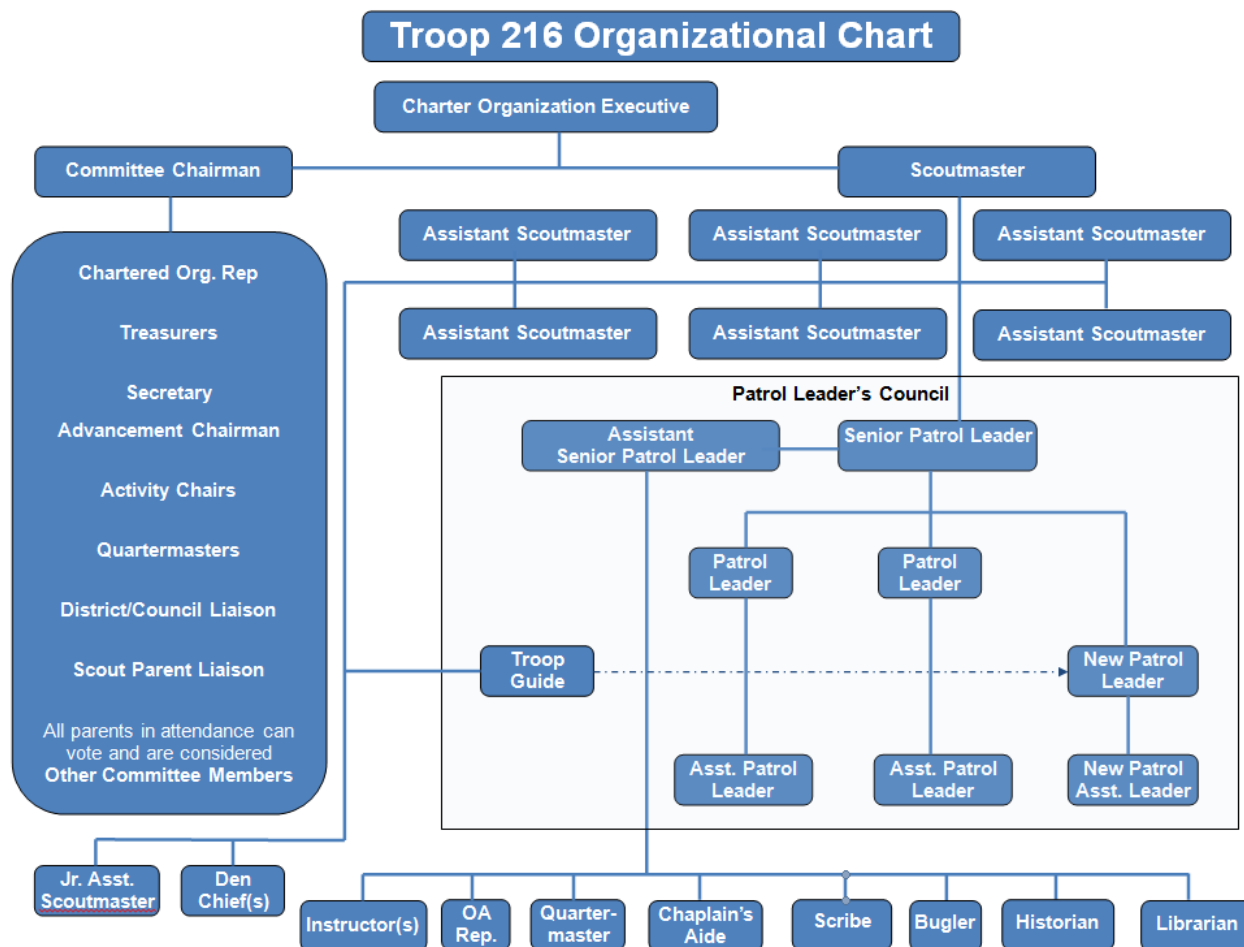 Troop 216 Organizational Chart
Charter Organization Executive
Committee Chairman
Scoutmaster
Assistant Scoutmaster
Assistant Scoutmaster
Assistant Scoutmaster
Chartered Org. Rep
Treasurers
Secretary
Advancement Chairman
Activity Chairs
Quartermasters
District/Council Liaison
Scout Parent Liaison
All parents in attendance can
vote and are considered
Other Committee Members
Assistant Scoutmaster
Assistant Scoutmaster
Assistant Scoutmaster
Patrol Leader’s Council
Assistant
Senior Patrol Leader
Senior Patrol Leader
Patrol
Leader
Patrol
Leader
Troop
Guide
New Patrol
Leader
Asst. Patrol
Leader
Asst. Patrol
Leader
New Patrol
Asst. Leader
Jr. Asst.
Scoutmaster
Den
Chief(s)
Instructor(s)
OA
Rep.
Quarter-
master
Chaplain’s
Aide
Scribe
Bugler
Historian
Librarian